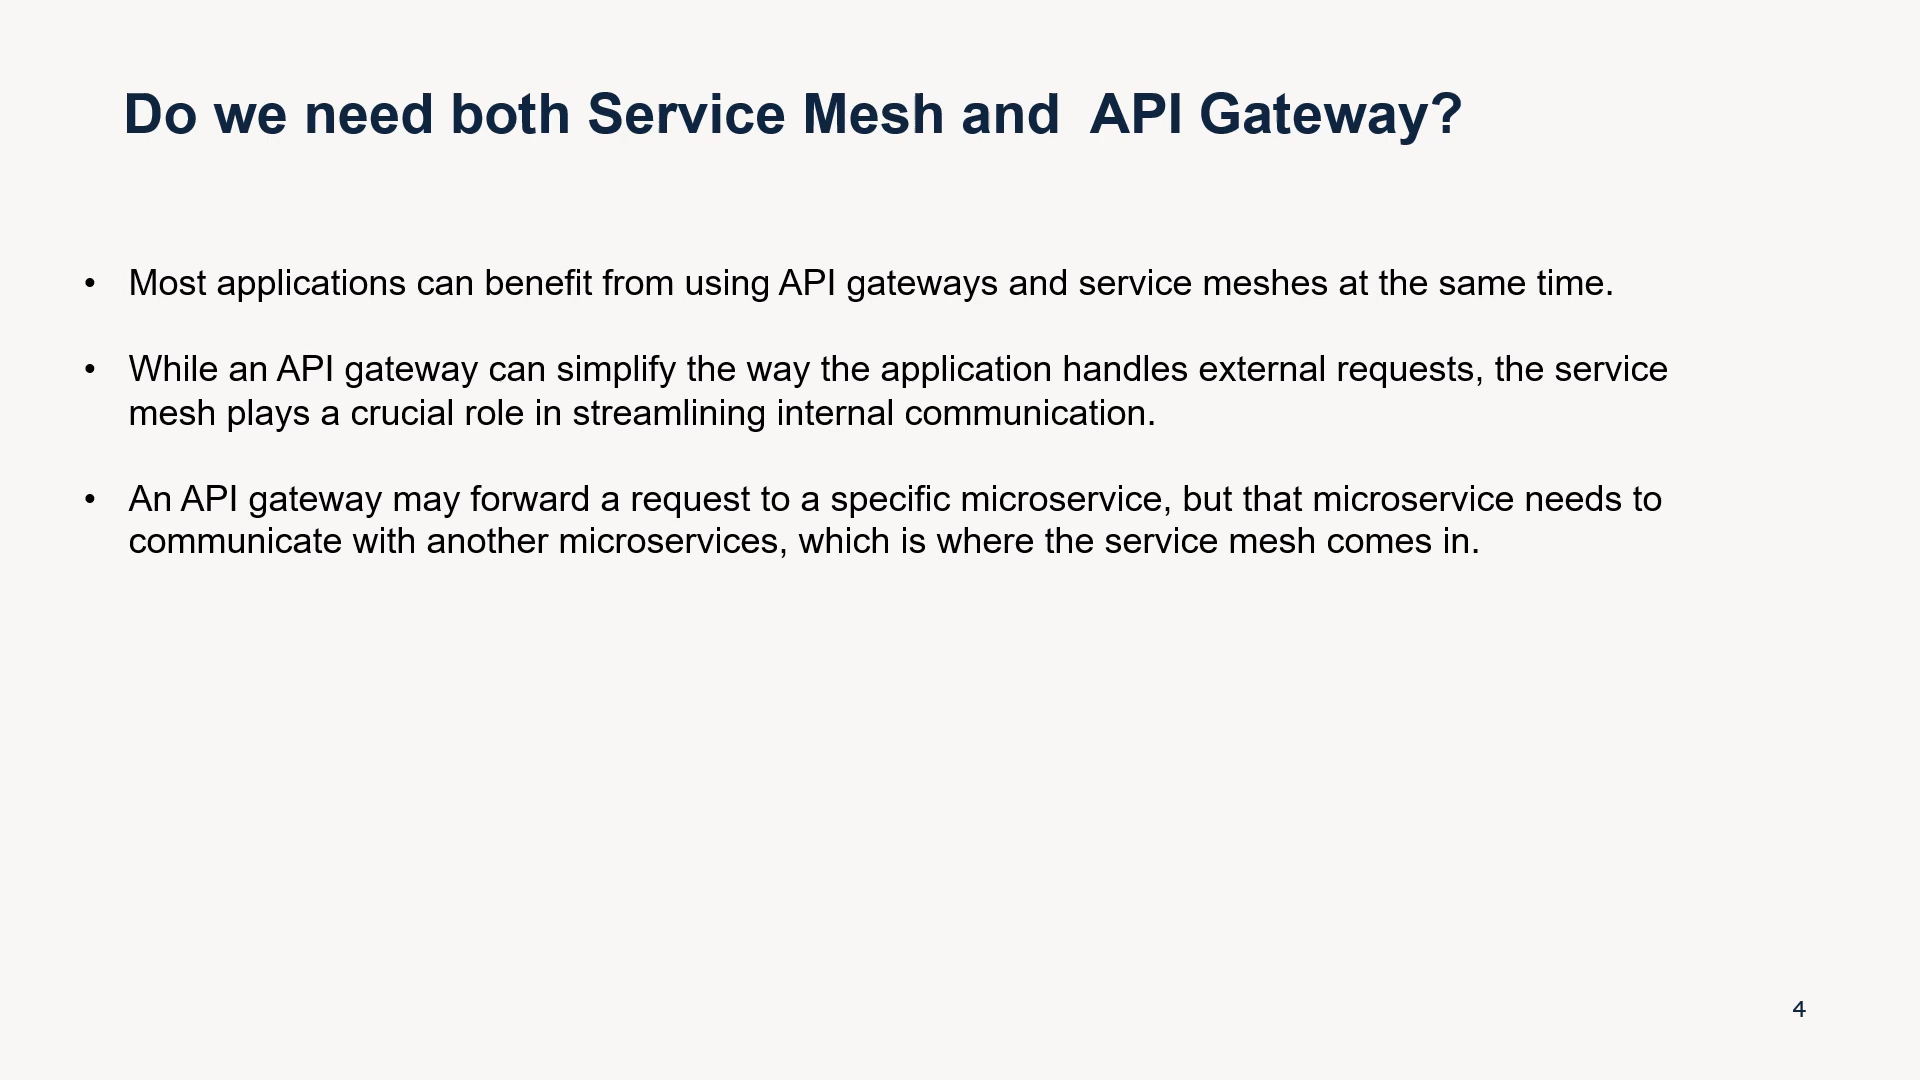 Do we need both Service Mesh and  API Gateway?
• Most applications can benefit from using API gateways and service meshes at the same time.
• While an API gateway can simplify the way the application handles external requests, the service
mesh plays a crucial role in streamlining internal communication.
• An API gateway may forward a request to a specific microservice, but that microservice needs to
communicate with another microservices, which is where the service mesh comes in.
4